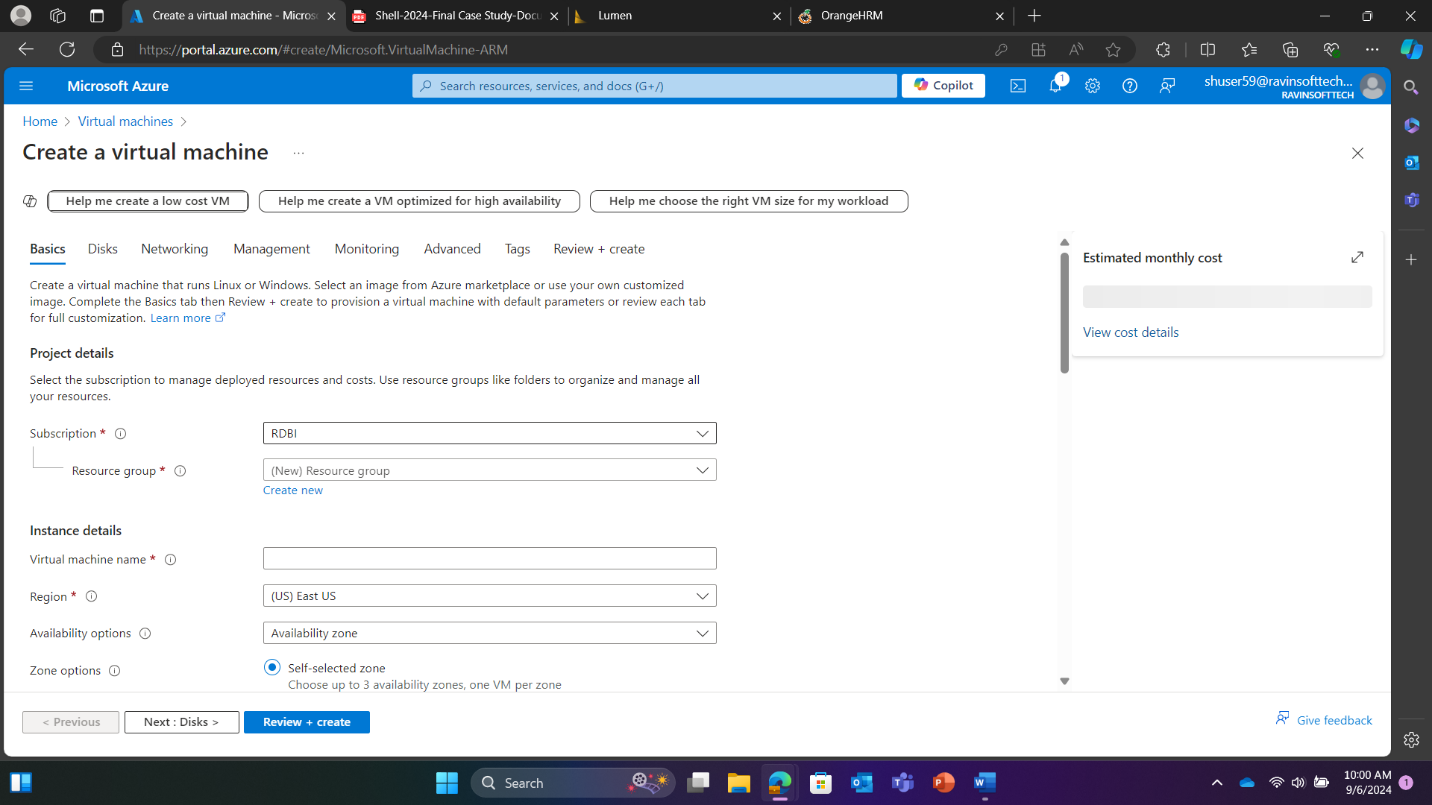 Create a virtual machine - Micros
Shell-2024-Final Case Study-Docu
Lumen
OrangeHRM
https://portal.azure.com/#create/Microsoft.VirtualMachine-ARM
Microsoft Azure
Search resources, services, and docs (G+/)
Copilot
1
shuser59@ravinsofttech...
RAVINSOFTTECH
Home > Virtual machines >
Create a virtual machine ...
Help me create a low cost VM
Help me create a VM optimized for high availability
Help me choose the right VM size for my workload
Basics Disks Networking Management Monitoring Advanced Tags Review + create
Create a virtual machine that runs Linux or Windows. Select an image from Azure marketplace or use your own customized
image. Complete the Basics tab then Review + create to provision a virtual machine with default parameters or review each tab
for full customization. Learn more
Project details
Select the subscription to manage deployed resources and costs. Use resource groups like folders to organize and manage all
your resources.
Subscription *
RDBI
Resource group *
(New) Resource group
Create new
Instance details
Virtual machine name *
Region *
(US) East US
Availability options
Availability zone
Zone options
Self-selected zone
Choose up to 3 availability zones, one VM per zone
Estimated monthly cost
View cost details
< Previous
Next : Disks >
Review + create
Give feedback
Search
10:00 AM
9/6/2024
1